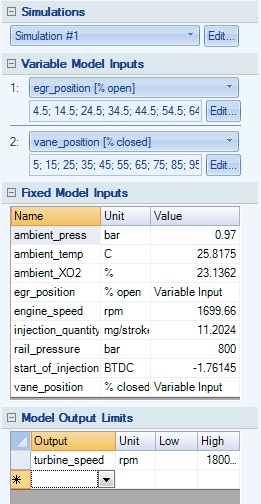 Simulations
Simulation #1 Edit...
Variable Model Inputs
1: egr_position [% open]
4.5; 14.5; 24.5; 34.5; 44.5; 54.5; 64 Edit...
2: vane_position [% closed]
5; 15; 25; 35; 45; 55; 65; 75; 85; 95 Edit...
Fixed Model Inputs
Name Unit Value
ambient_press bar 0.97
ambient_temp C 25.8175
ambient_XO2 % 23.1362
egr_position % open Variable Input
engine_speed rpm 1699.66
injection_quantity mg/stroke 11.2024
rail_pressure bar 800
start_of_injection BTDC -1.76145
vane_position % closed Variable Input
Model Output Limits
Output Unit Low High
turbine_speed rpm 1800...